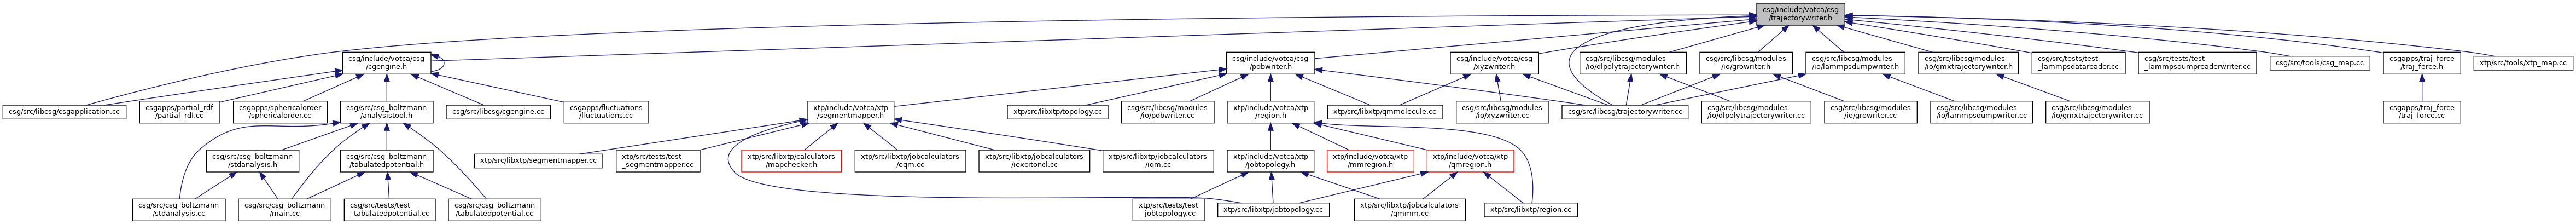 csg/include/votca/csg
/trajectorywriter.h
csg/include/votca/csg
/cgengine.h
csg/include/votca/csg
/pdbwriter.h
csg/include/votca/csg
/xyzwriter.h
csg/src/libcsg/modules
/io/dlpolytrajectorywriter.h
csg/src/libcsg/modules
/io/growriter.h
csg/src/libcsg/modules
/io/lammpsdumpwriter.h
csg/src/libcsg/modules
/io/gmxtrajectorywriter.h
csg/src/tests/test
_lammpsdatareader.cc
csg/src/tests/test
_lammpsdumpreaderwriter.cc
csg/src/tools/csg_map.cc
csgapps/traj_force
/traj_force.h
xtp/src/tools/xtp_map.cc
csg/src/libcsg/csgapplication.cc
csgapps/partial_rdf
/partial_rdf.cc
csgapps/sphericalorder
/sphericalorder.cc
csg/src/csg_boltzmann
/analysistool.h
csg/src/libcsg/cgengine.cc
csgapps/fluctuations
/fluctuations.cc
xtp/include/votca/xtp
/segmentmapper.h
xtp/src/libxtp/topology.cc
csg/src/libcsg/modules
/io/pdbwriter.cc
xtp/include/votca/xtp
/region.h
xtp/src/libxtp/qmmolecule.cc
csg/src/libcsg/modules
/io/xyzwriter.cc
csg/src/libcsg/trajectorywriter.cc
csg/src/libcsg/modules
/io/dlpolytrajectorywriter.cc
csg/src/libcsg/modules
/io/growriter.cc
csg/src/libcsg/modules
/io/lammpsdumpwriter.cc
csg/src/libcsg/modules
/io/gmxtrajectorywriter.cc
csgapps/traj_force
/traj_force.cc
csg/src/csg_boltzmann
/stdanalysis.h
csg/src/csg_boltzmann
/tabulatedpotential.h
xtp/src/libxtp/segmentmapper.cc
xtp/src/tests/test
_segmentmapper.cc
xtp/src/libxtp/calculators
/mapchecker.h
xtp/src/libxtp/jobcalculators
/eqm.cc
xtp/src/libxtp/jobcalculators
/iexcitoncl.cc
xtp/src/libxtp/jobcalculators
/iqm.cc
xtp/include/votca/xtp
/jobtopology.h
xtp/include/votca/xtp
/mmregion.h
xtp/include/votca/xtp
/qmregion.h
csg/src/csg_boltzmann
/stdanalysis.cc
csg/src/csg_boltzmann
/main.cc
csg/src/tests/test
_tabulatedpotential.cc
csg/src/csg_boltzmann
/tabulatedpotential.cc
xtp/src/tests/test
_jobtopology.cc
xtp/src/libxtp/jobtopology.cc
xtp/src/libxtp/jobcalculators
/qmmm.cc
xtp/src/libxtp/region.cc